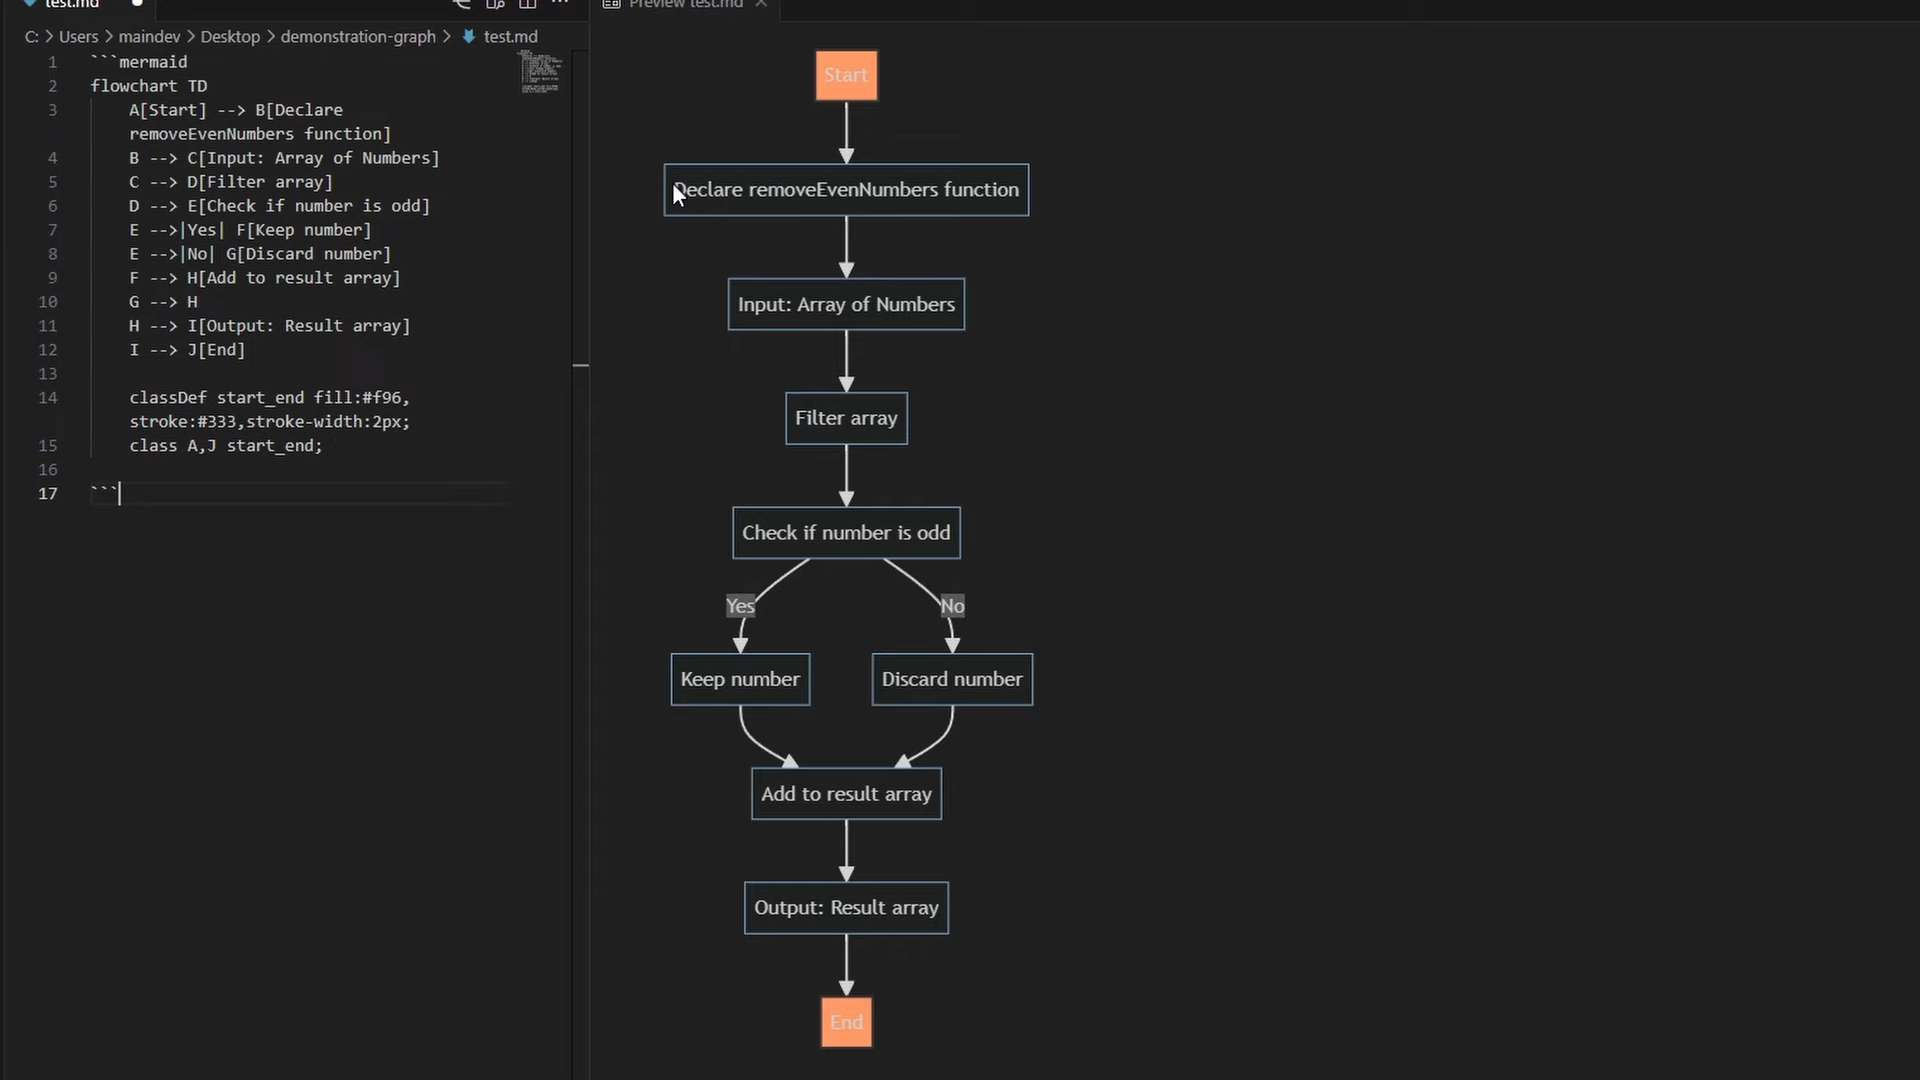 test.md
Preview test.md
C: > Users > maindev > Desktop > demonstration-graph > test.md
1 ```mermaid
2 flowchart TD
3 A[Start] --> B[Declare
removeEvenNumbers function]
4 B --> C[Input: Array of Numbers]
5 C --> D[Filter array]
6 D --> E[Check if number is odd]
7 E -->|Yes| F[Keep number]
8 E -->|No| G[Discard number]
9 F --> H[Add to result array]
10 G --> H
11 H --> I[Output: Result array]
12 I --> J[End]
13
14 classDef start_end fill:#f96,
stroke:#333,stroke-width:2px;
15 class A,J start_end;
16
17 ```
Start
Declare removeEvenNumbers function
Input: Array of Numbers
Filter array
Check if number is odd
Yes No
Keep number Discard number
Add to result array
Output: Result array
End